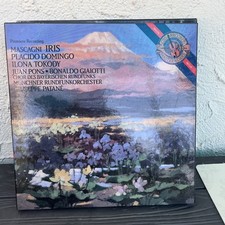 Premiere Recording
MASCAGNI IRIS
PLACIDO DOMINGO
ILONA TOKODY
JUAN PONS • BONALDO GIAIOTTI
CHOR DES BAYERISCHEN RUNDFUNKS
MÜNCHNER RUNDFUNKORCHESTER
GIUSEPPE PATANÈ